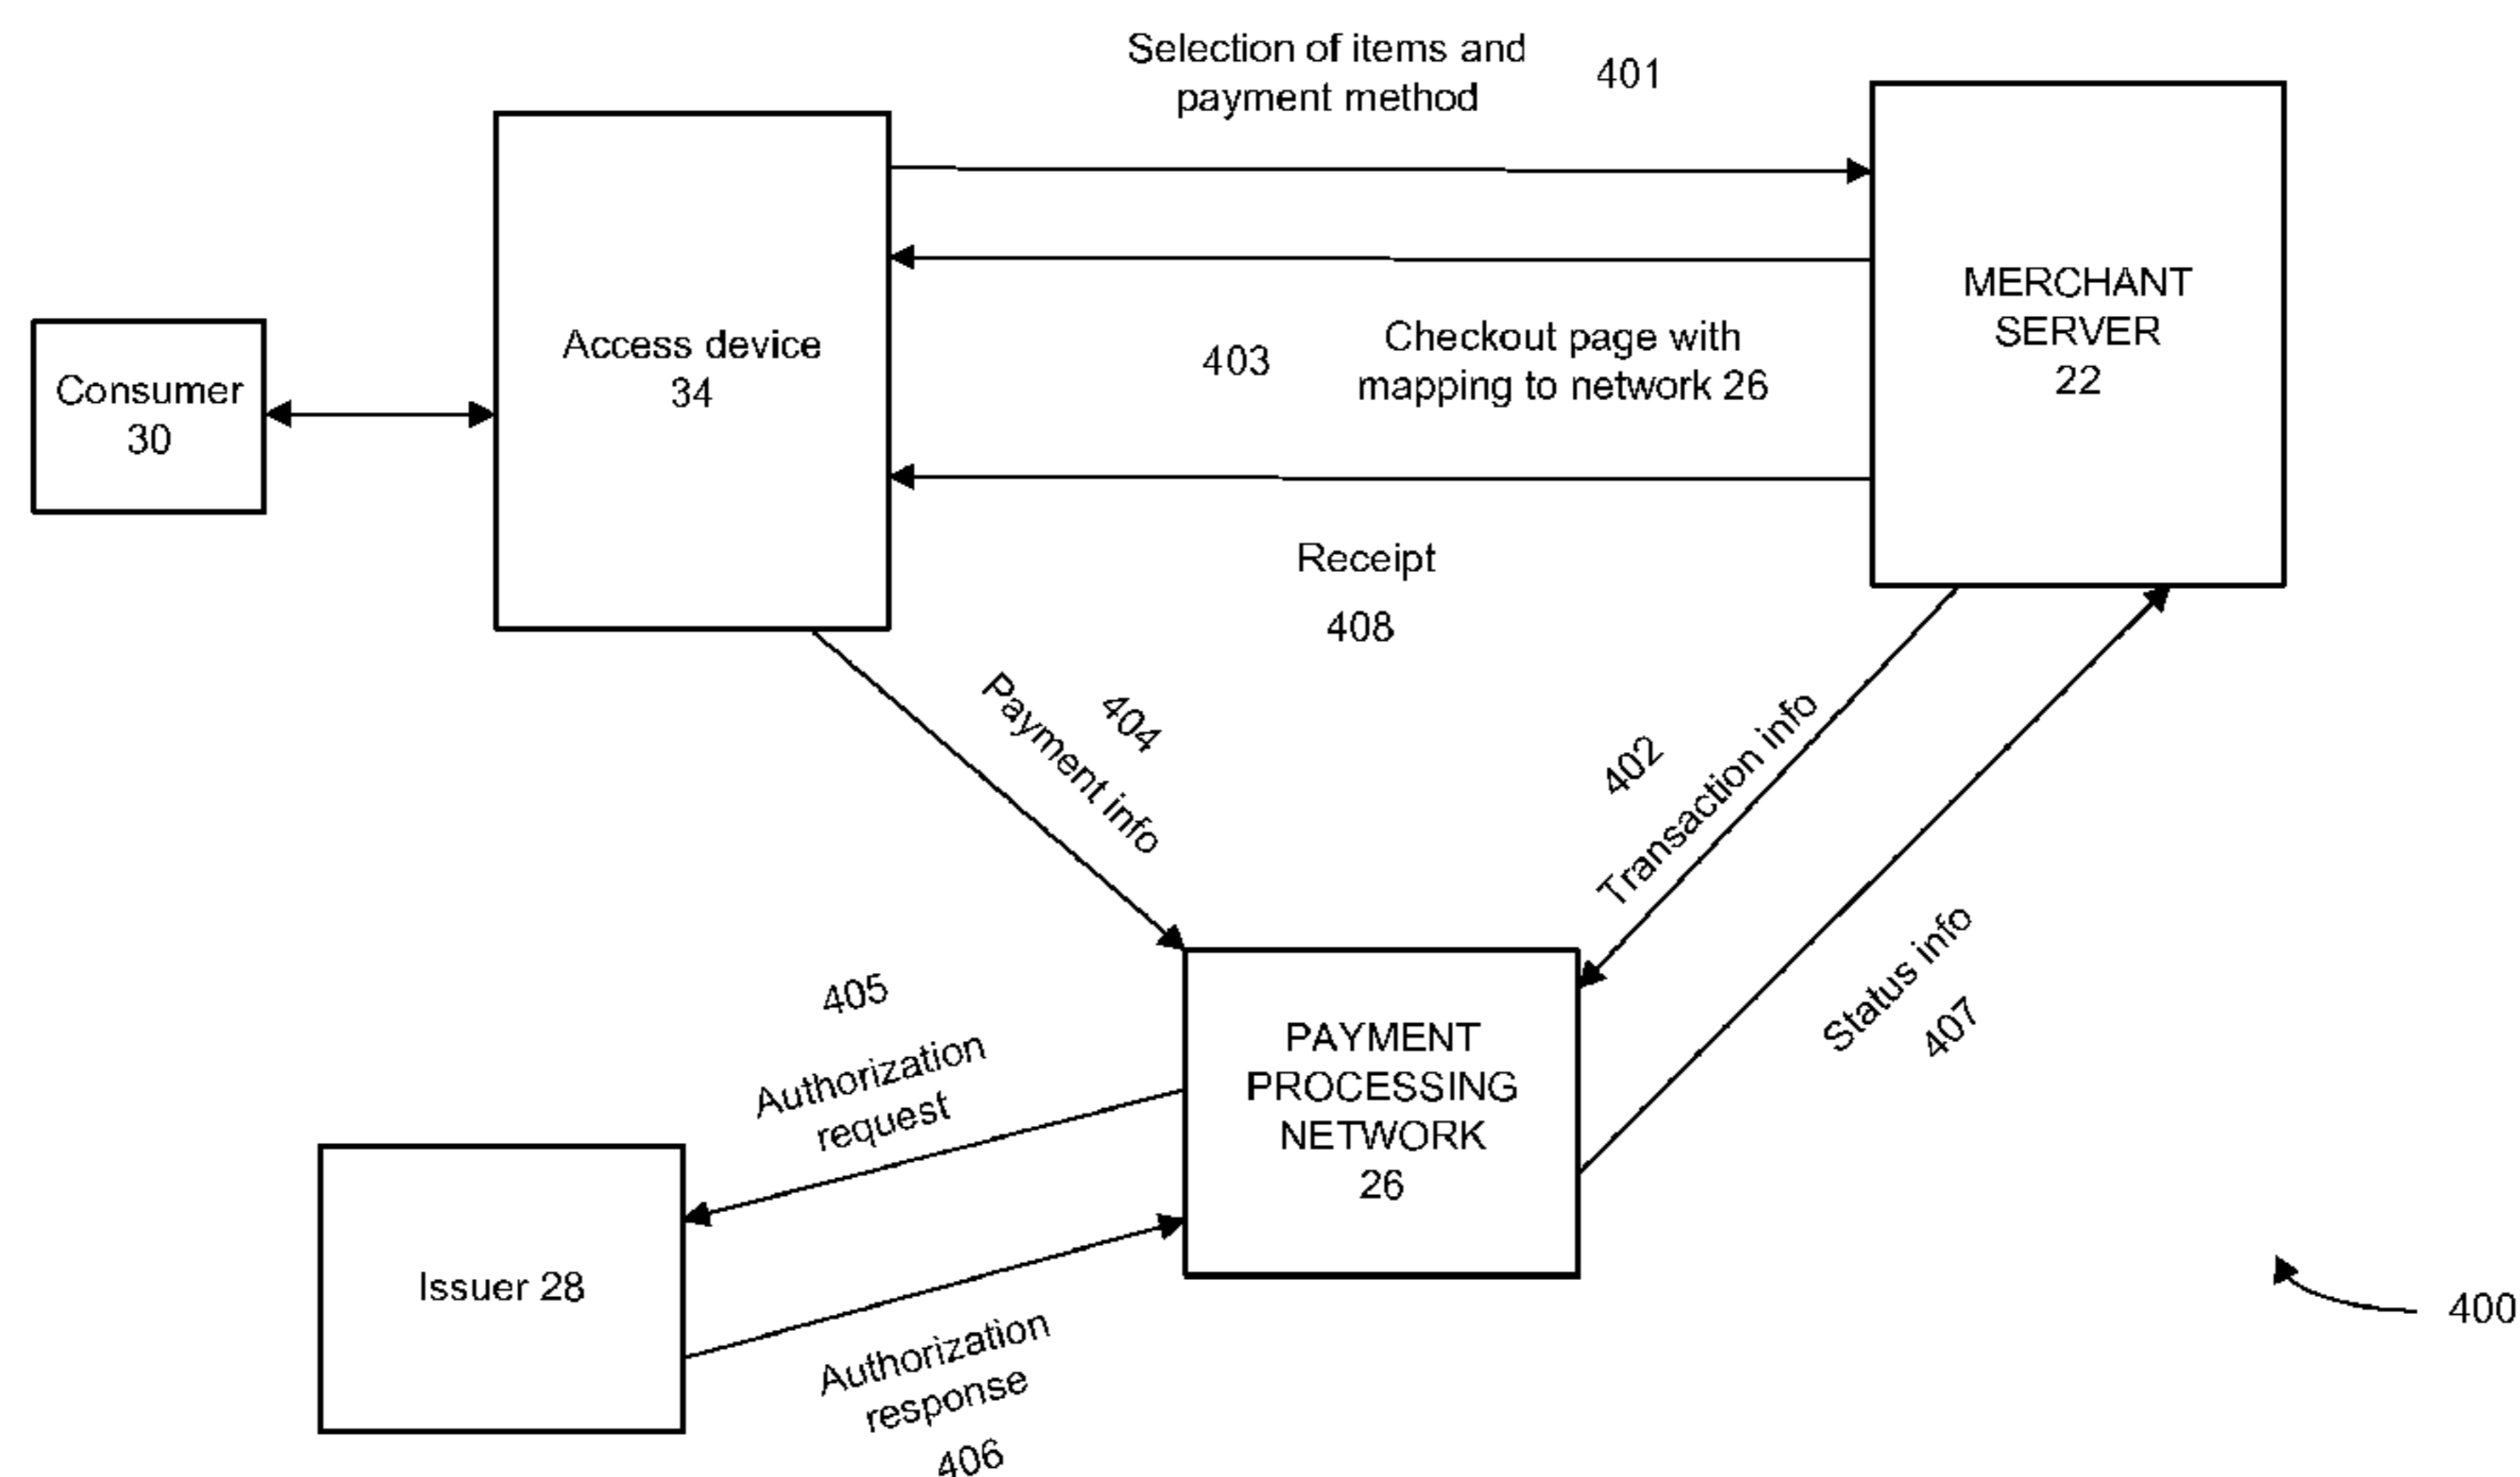 Selection of items and
payment method
401
MERCHANT
SERVER
22
Access device
34
Consumer
30
403
Checkout page with
mapping to network 26
Receipt
408
404
Payment info
402
Transaction info
Status info
407
405
Authorization
request
PAYMENT
PROCESSING
NETWORK
26
Issuer 28
Authorization
response
406
400